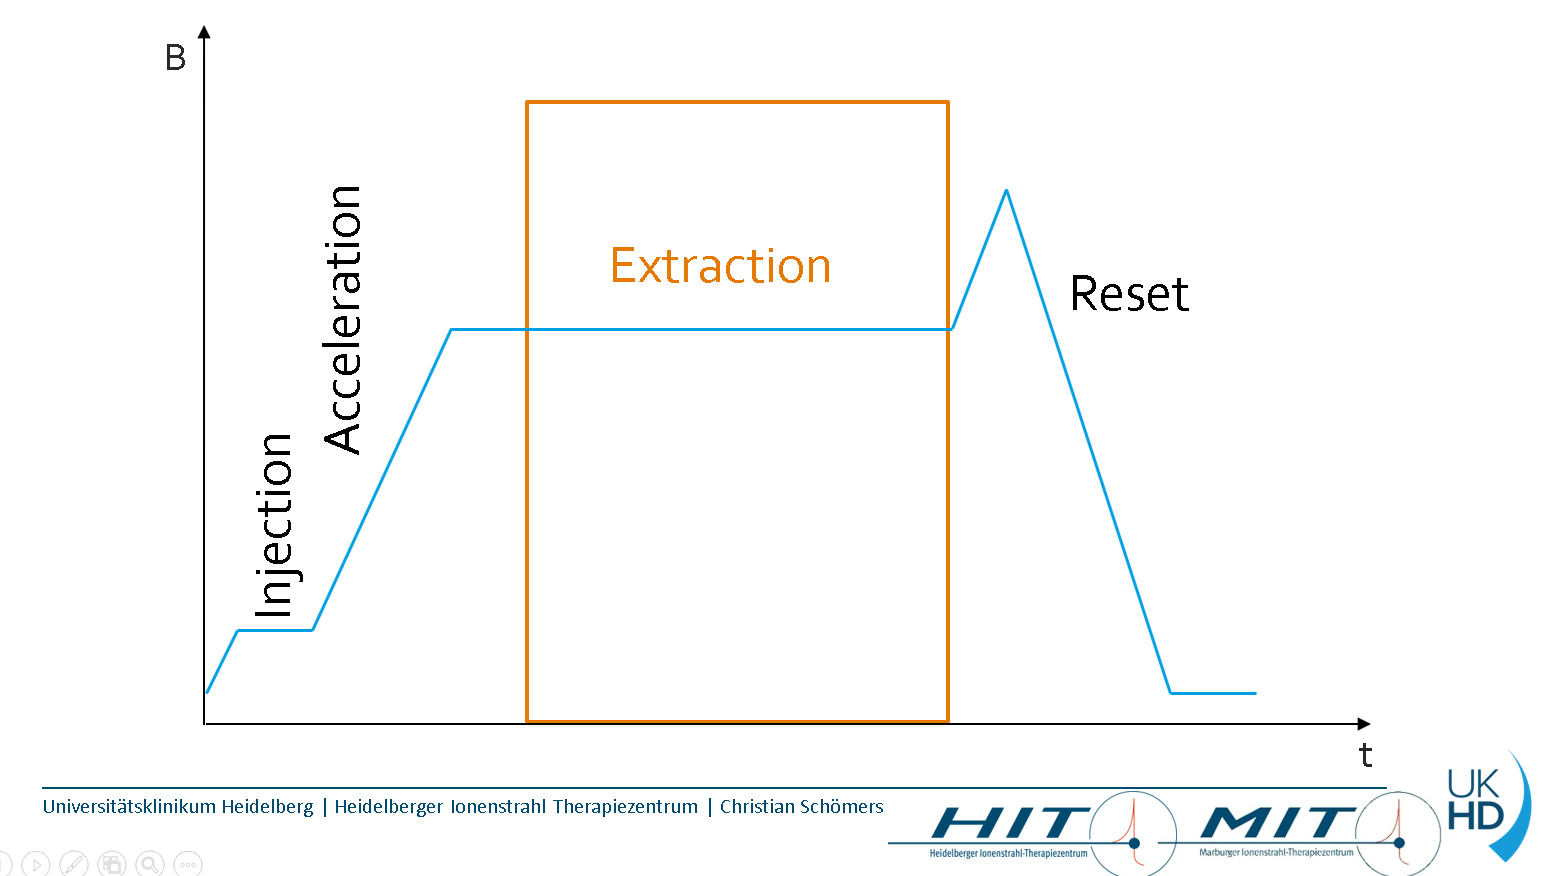 B
Extraction
Acceleration
Reset
Injection
t
Universitätsklinikum Heidelberg | Heidelberger Ionenstrahl Therapiezentrum | Christian Schömers
HIT
Heidelberger Ionenstrahl-Therapiezentrum
MIT
Marburger Ionenstrahl-Therapiezentrum
UK
HD